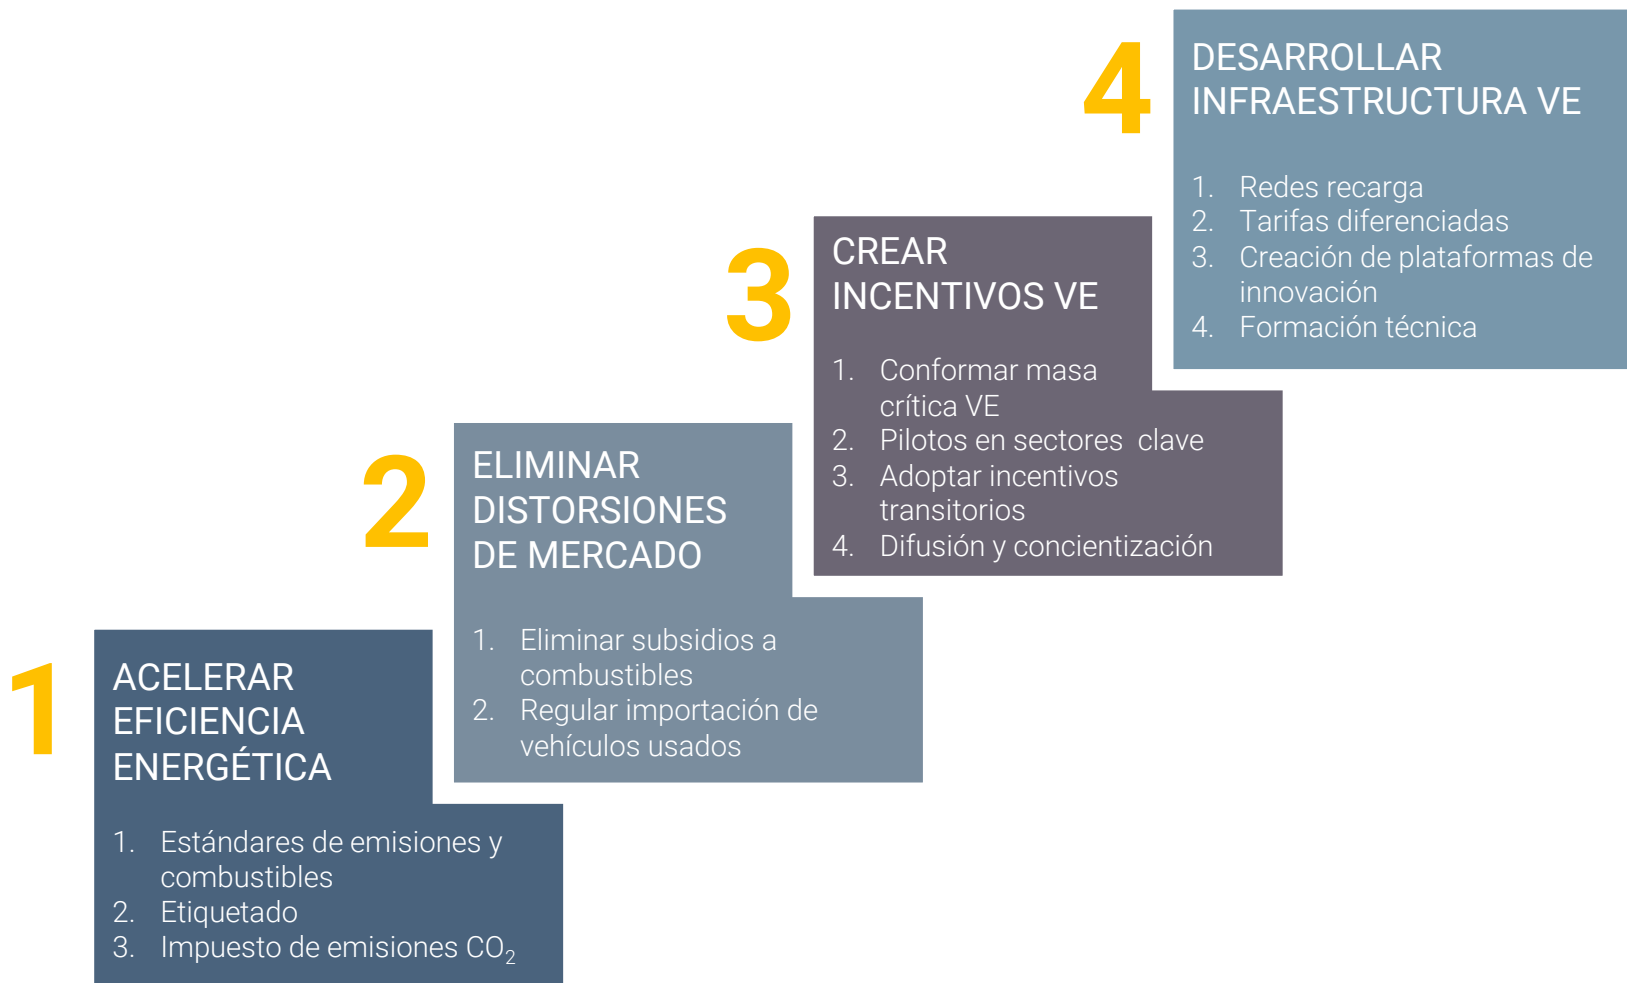 1
ACELERAR
EFICIENCIA
ENERGÉTICA
1. Estándares de emisiones y
combustibles
2. Etiquetado
3. Impuesto de emisiones CO₂
2
ELIMINAR
DISTORSIONES
DE MERCADO
1. Eliminar subsidios a
combustibles
2. Regular importación de
vehículos usados
3
CREAR
INCENTIVOS VE
1. Conformar masa
crítica VE
2. Pilotos en sectores clave
3. Adoptar incentivos
transitorios
4. Difusión y concientización
4
DESARROLLAR
INFRAESTRUCTURA VE
1. Redes recarga
2. Tarifas diferenciadas
3. Creación de plataformas de
innovación
4. Formación técnica